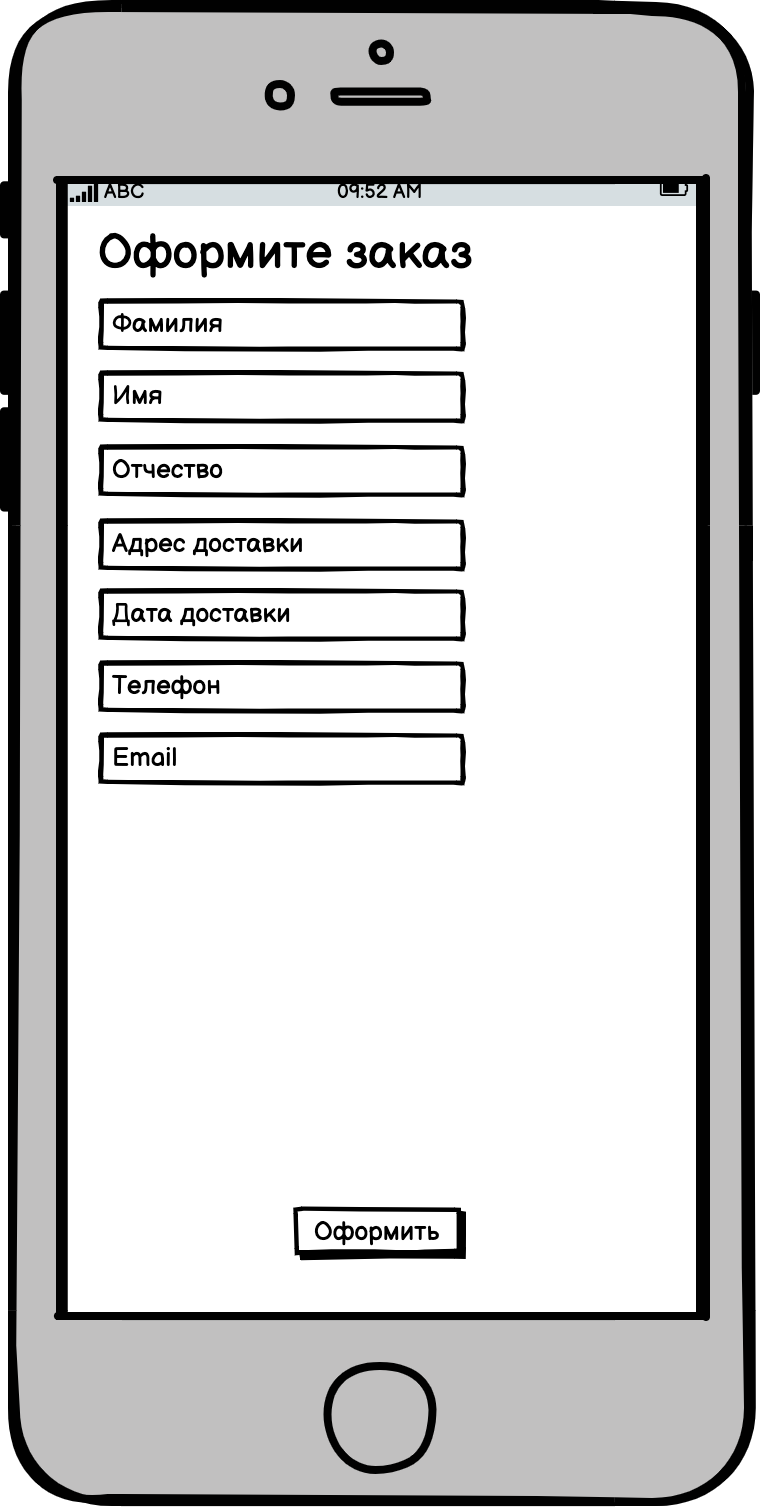 ABC 09:52 AM
Оформите заказ
Фамилия
Имя
Отчество
Адрес доставки
Дата доставки
Телефон
Email
Оформить